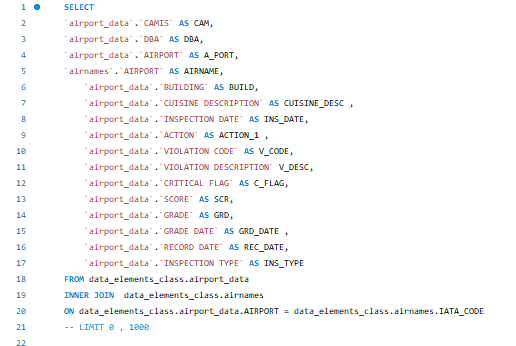 1 SELECT
2 `airport_data`.`CAMIS` AS CAM,
3 `airport_data`.`DBA` AS DBA,
4 `airport_data`.`AIRPORT` AS A_PORT,
5 `airnames`.`AIRPORT` AS AIRNAME,
6 `airport_data`.`BUILDING` AS BUILD,
7 `airport_data`.`CUISINE DESCRIPTION` AS CUISINE_DESC ,
8 `airport_data`.`INSPECTION DATE` AS INS_DATE,
9 `airport_data`.`ACTION` AS ACTION_1 ,
10 `airport_data`.`VIOLATION CODE` AS V_CODE,
11 `airport_data`.`VIOLATION DESCRIPTION` V_DESC,
12 `airport_data`.`CRITICAL FLAG` AS C_FLAG,
13 `airport_data`.`SCORE` AS SCR,
14 `airport_data`.`GRADE` AS GRD,
15 `airport_data`.`GRADE DATE` AS GRD_DATE ,
16 `airport_data`.`RECORD DATE` AS REC_DATE,
17 `airport_data`.`INSPECTION TYPE` AS INS_TYPE
18 FROM data_elements_class.airport_data
19 INNER JOIN data_elements_class.airnames
20 ON data_elements_class.airport_data.AIRPORT = data_elements_class.airnames.IATA_CODE
21 -- LIMIT 0 , 1000
22